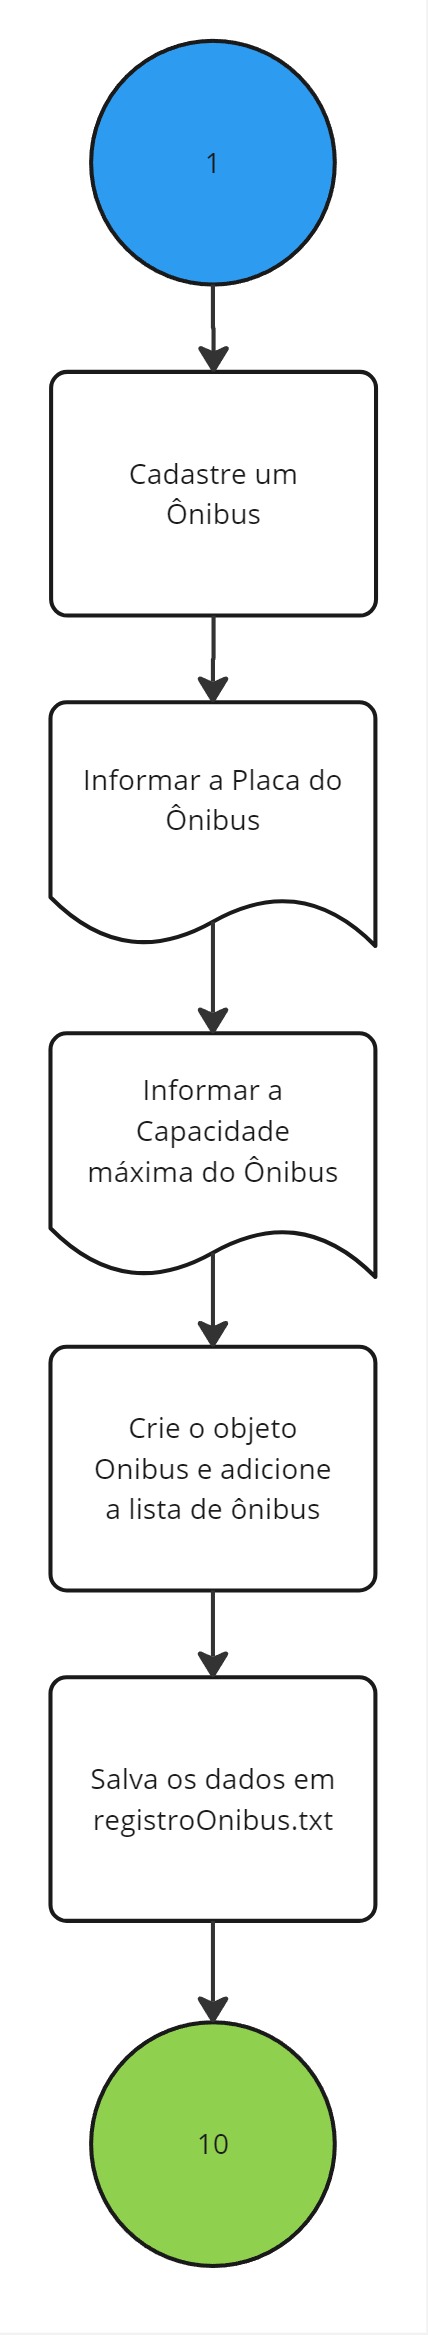 1
Cadastre um
Ônibus
Informar a Placa do
Ônibus
Informar a
Capacidade
máxima do Ônibus
Crie o objeto
Onibus e adicione
a lista de ônibus
Salva os dados em
registroOnibus.txt
10